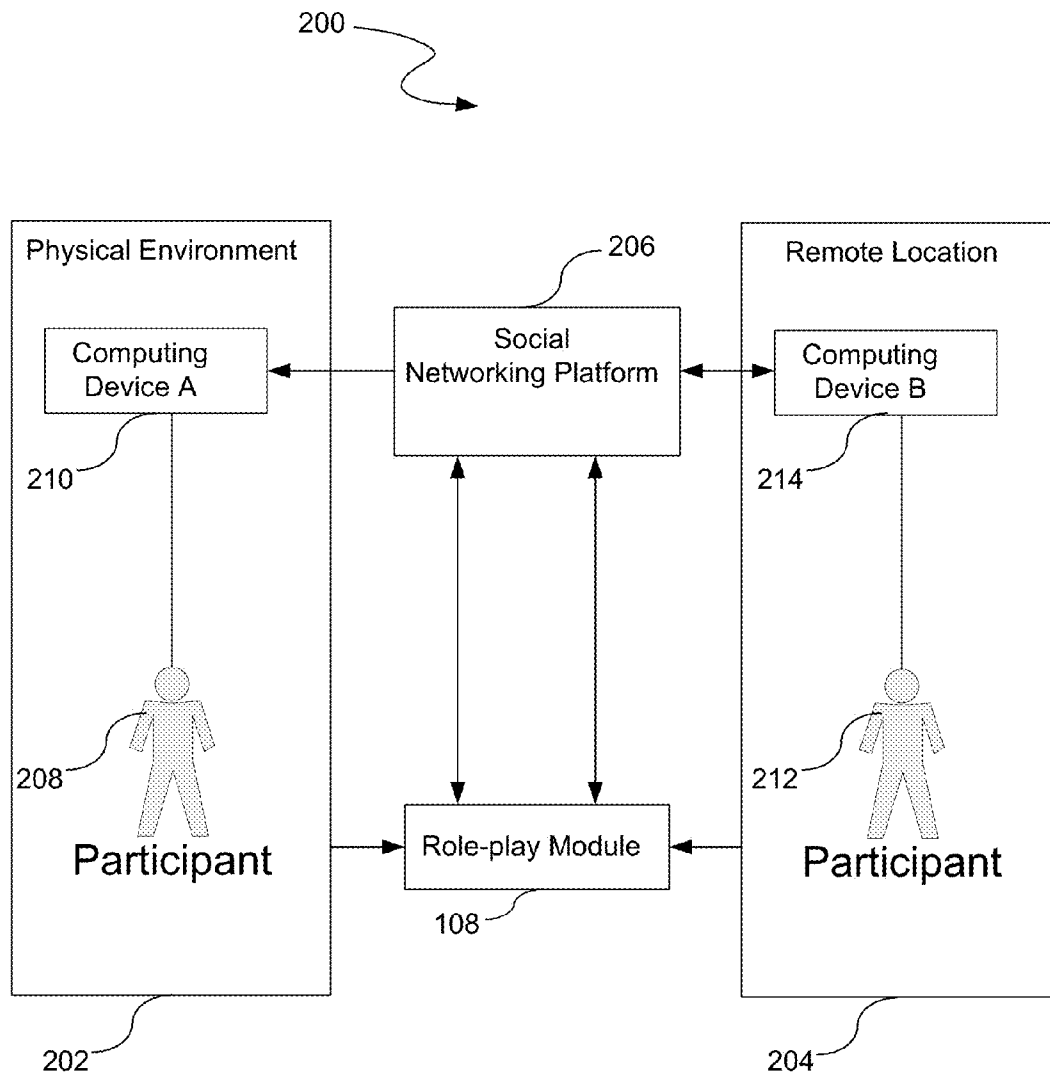 200
Physical Environment
206
Remote Location
Computing
Device A
Social
Networking Platform
Computing
Device B
210
214
208
212
Participant
Role-play Module
Participant
108
202
204